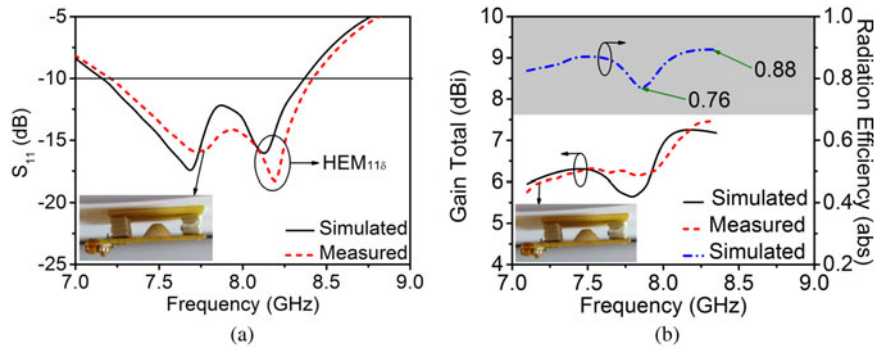 (a)
-5
-10
-15
-20
-25
S₁₁ (dB)
HEM₁₁δ
Simulated
Measured
7.0 7.5 8.0 8.5 9.0
Frequency (GHz)
(a)
(b)
10
9
8
7
6
5
4
Gain Total (dBi)
1.0
0.8
0.6
0.4
0.2
Radiation Efficiency (abs)
0.88
0.76
Simulated
Measured
Simulated
7.0 7.5 8.0 8.5 9.0
Frequency (GHz)
(b)